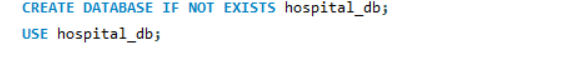 CREATE DATABASE IF NOT EXISTS hospital_db;
USE hospital_db;